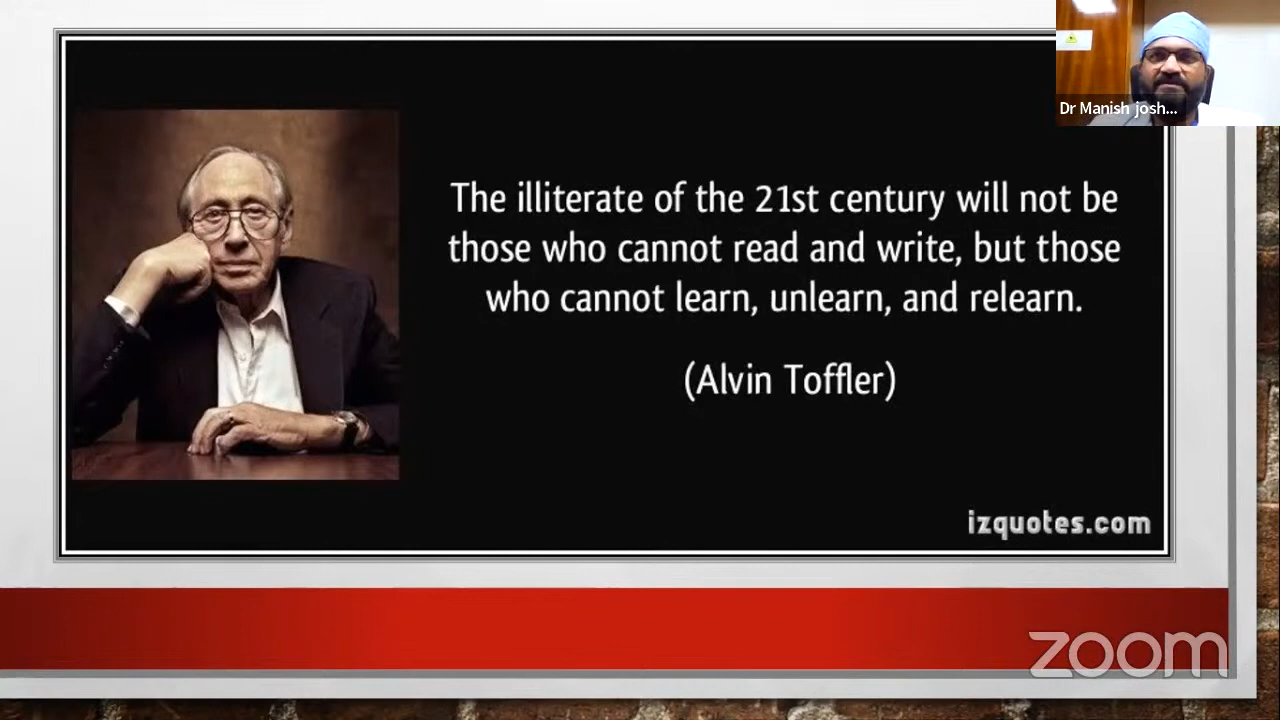 Dr Manish josh...
The illiterate of the 21st century will not be
those who cannot read and write, but those
who cannot learn, unlearn, and relearn.
(Alvin Toffler)
izquotes.com
zoom